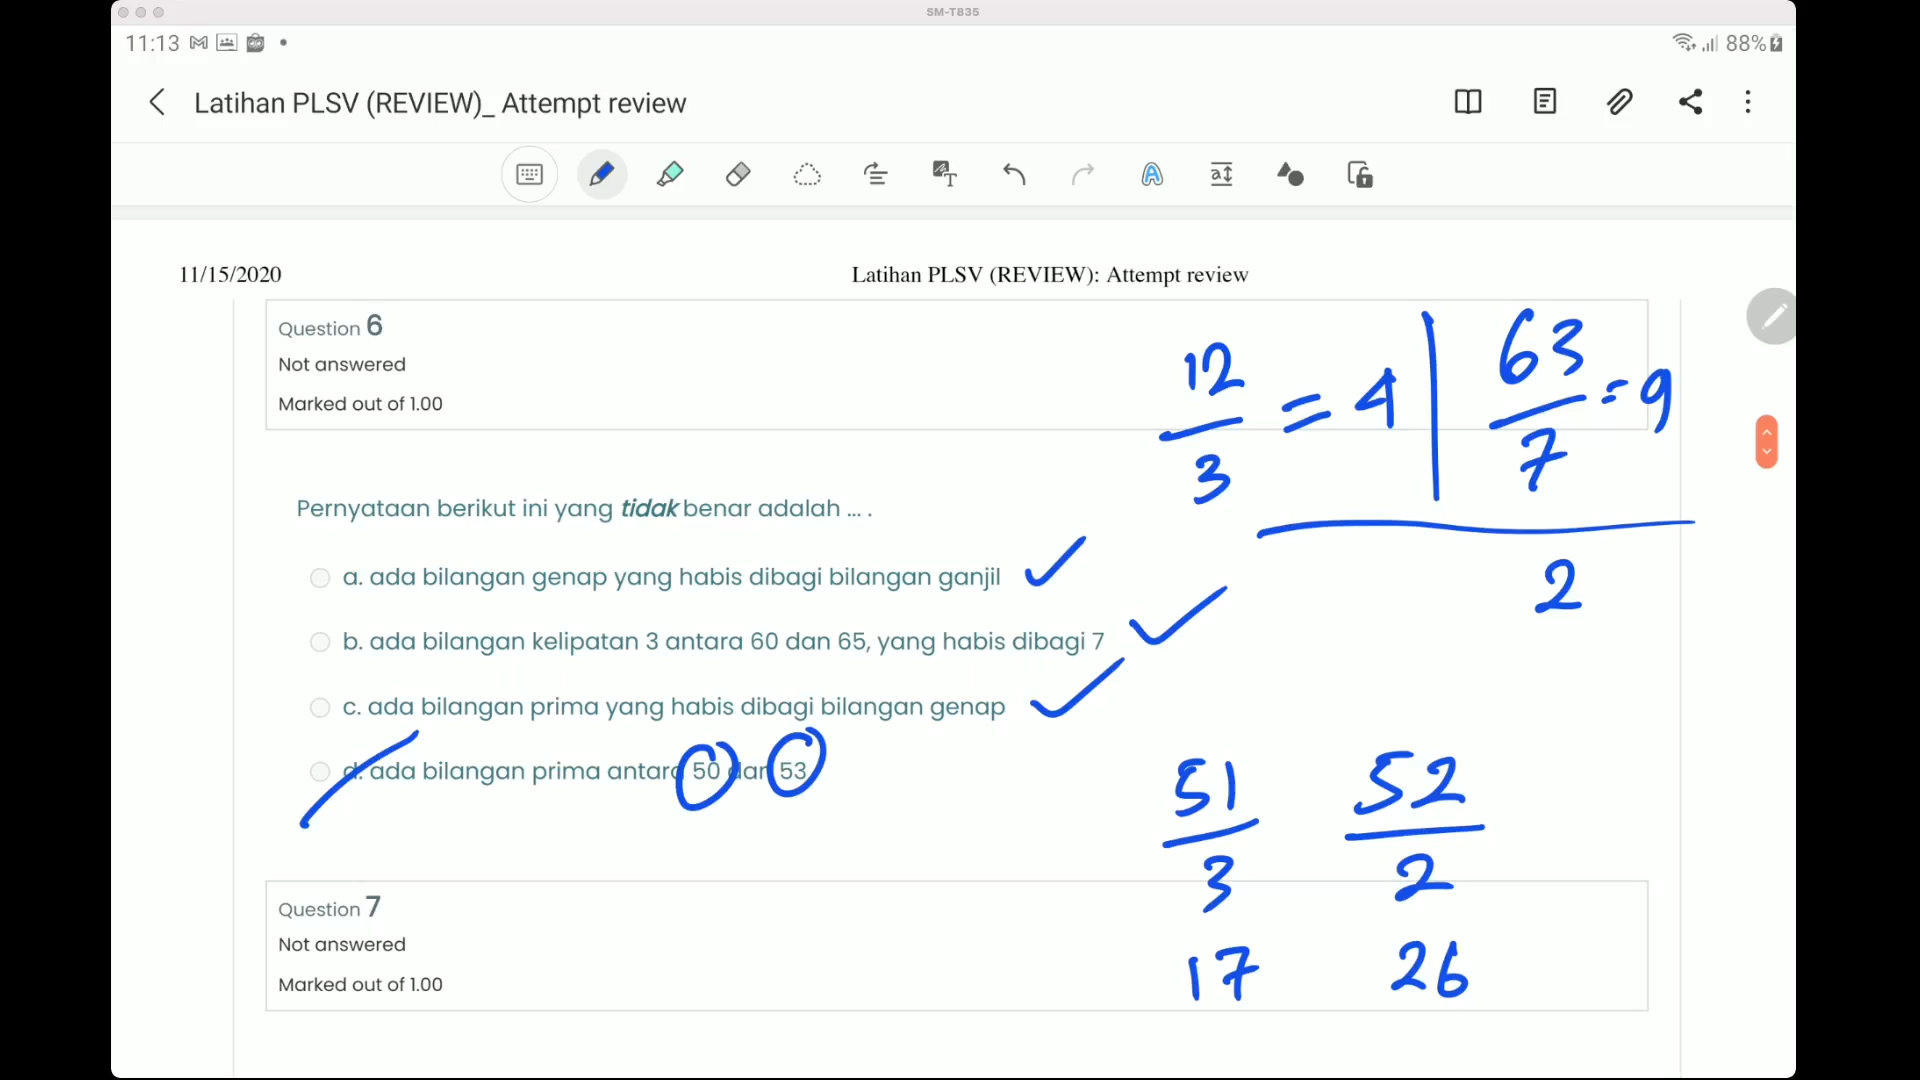 SM-T835
11:13
88%
Latihan PLSV (REVIEW)_ Attempt review
11/15/2020
Latihan PLSV (REVIEW): Attempt review
Question 6
Not answered
Marked out of 1.00
12
3
= 4
63
7
= 9
2
Pernyataan berikut ini yang tidak benar adalah ... .
a. ada bilangan genap yang habis dibagi bilangan ganjil
b. ada bilangan kelipatan 3 antara 60 dan 65, yang habis dibagi 7
c. ada bilangan prima yang habis dibagi bilangan genap
d. ada bilangan prima antara 50 dan 53
51
3
17
52
2
26
Question 7
Not answered
Marked out of 1.00